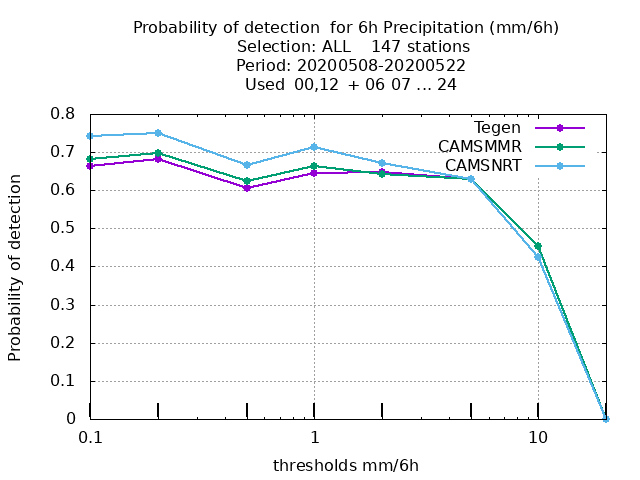 Probability of detection  for 6h Precipitation (mm/6h)
Selection: ALL    147 stations
Period: 20200508-20200522
Used  00,12  + 06 07 ... 24
Tegen
CAMSMMR
CAMSNRT
Probability of detection
0.8
0.7
0.6
0.5
0.4
0.3
0.2
0.1
0
0.1
1
10
thresholds mm/6h